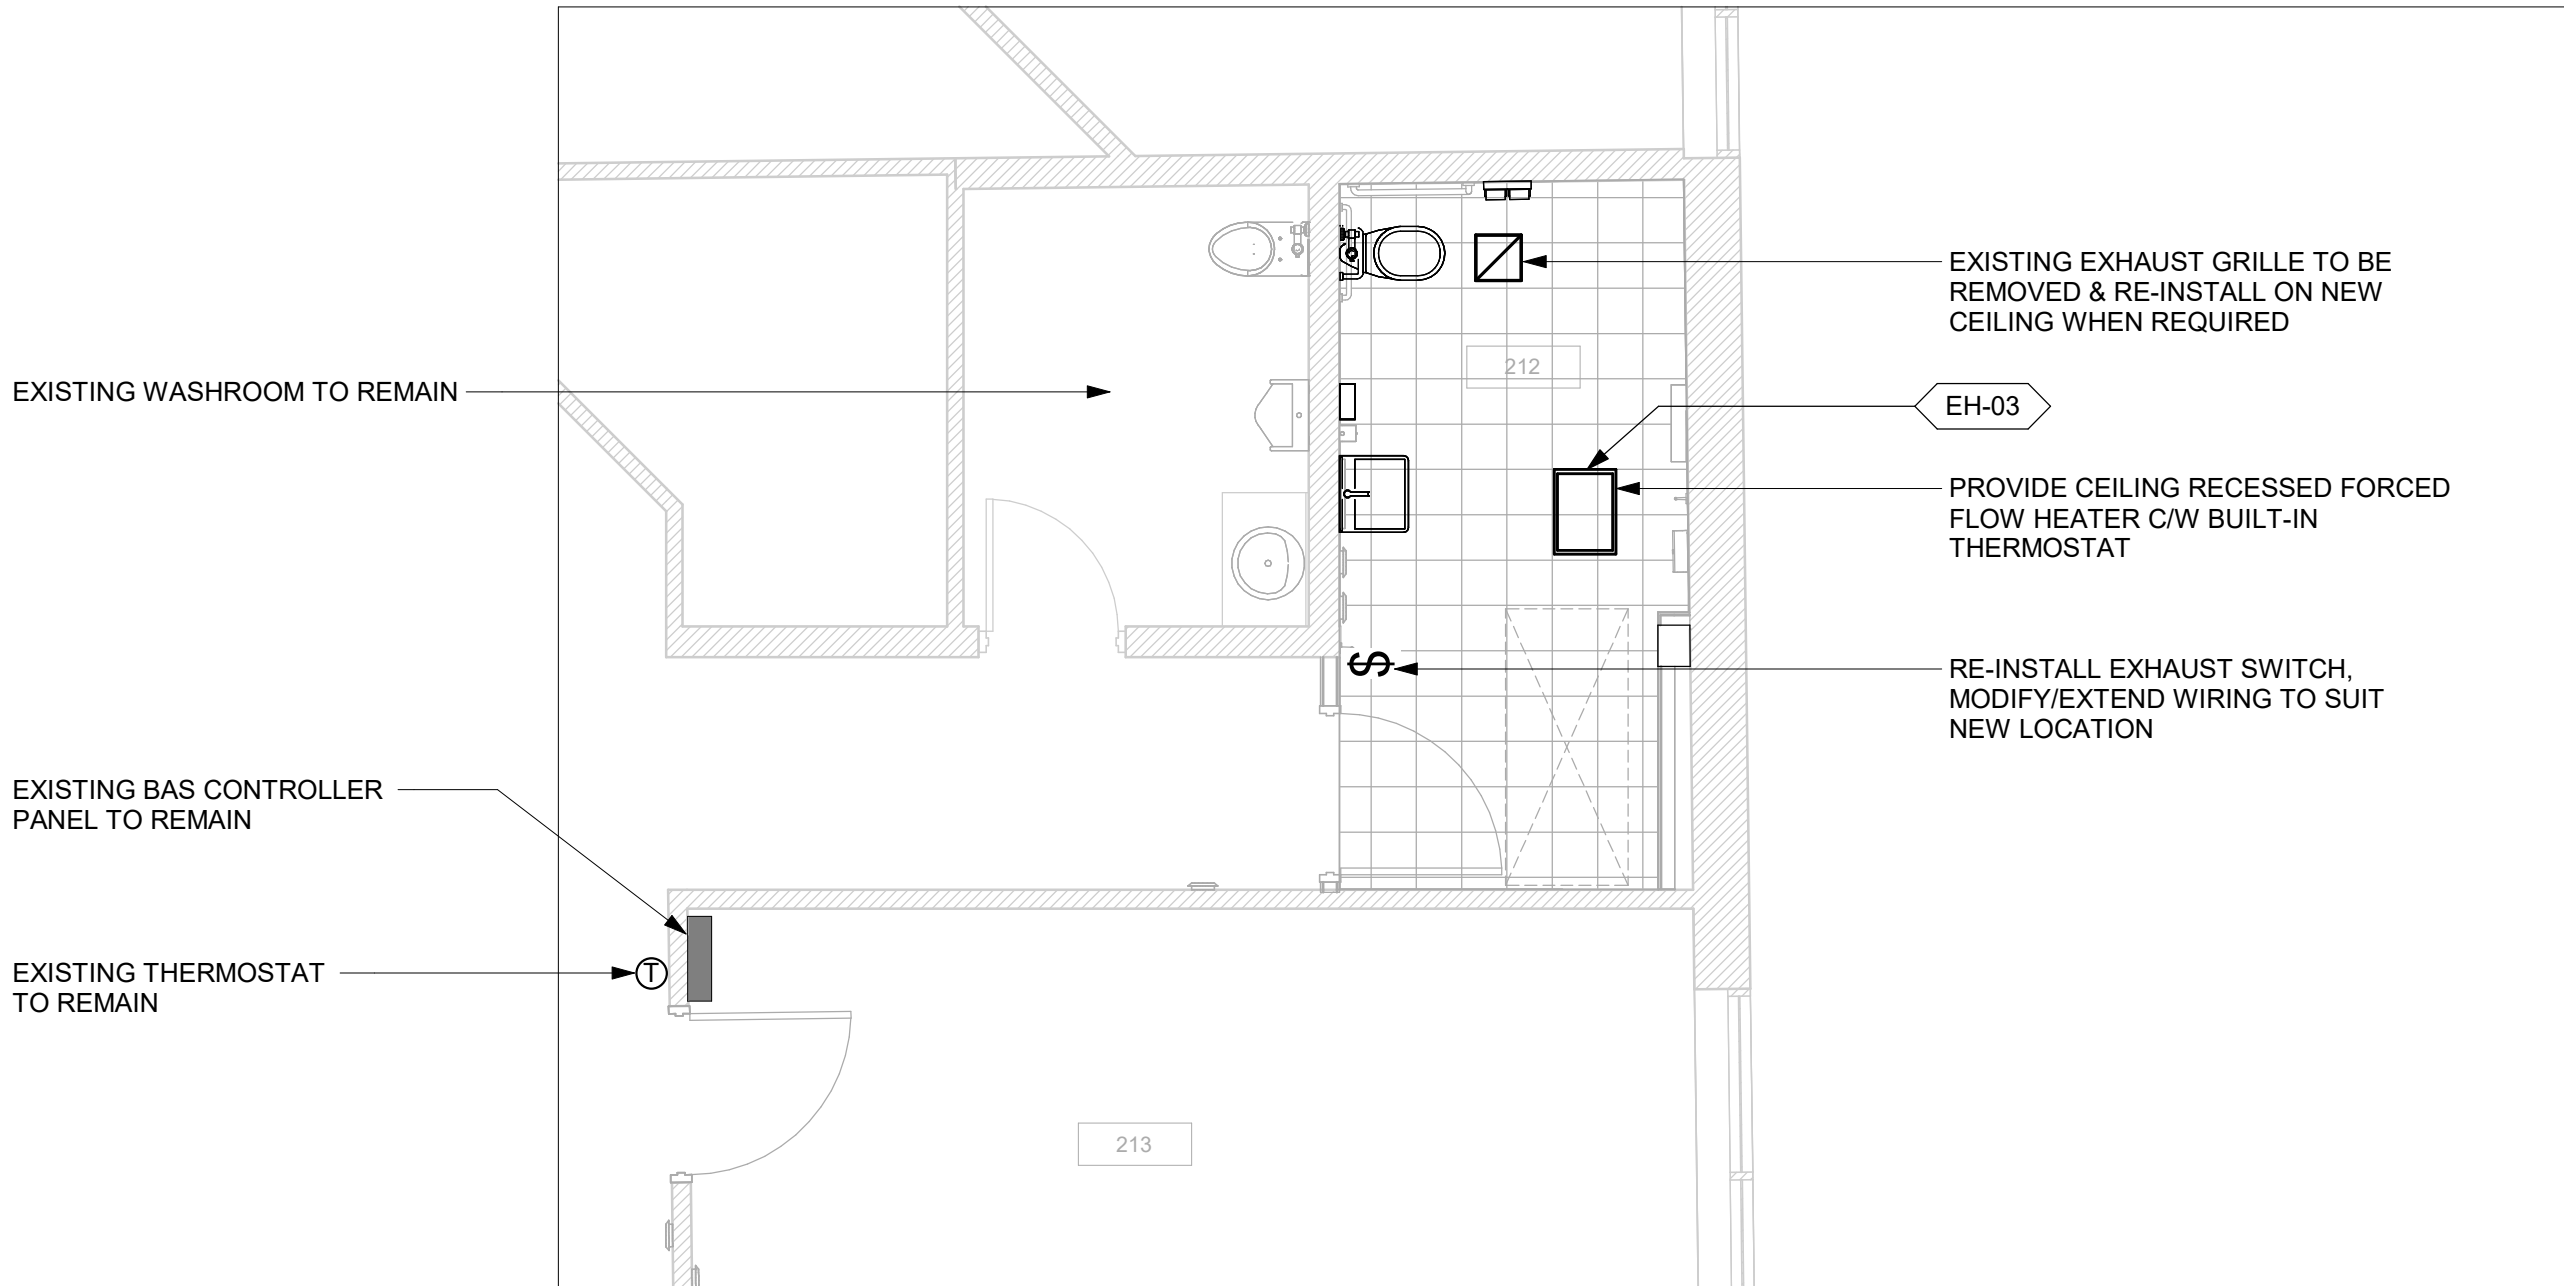 EXISTING EXHAUST GRILLE TO BE
REMOVED & RE-INSTALL ON NEW
CEILING WHEN REQUIRED
212
EXISTING WASHROOM TO REMAIN
EH-03
PROVIDE CEILING RECESSED FORCED
FLOW HEATER C/W BUILT-IN
THERMOSTAT
$
RE-INSTALL EXHAUST SWITCH,
MODIFY/EXTEND WIRING TO SUIT
NEW LOCATION
EXISTING BAS CONTROLLER
PANEL TO REMAIN
EXISTING THERMOSTAT
TO REMAIN
T
213